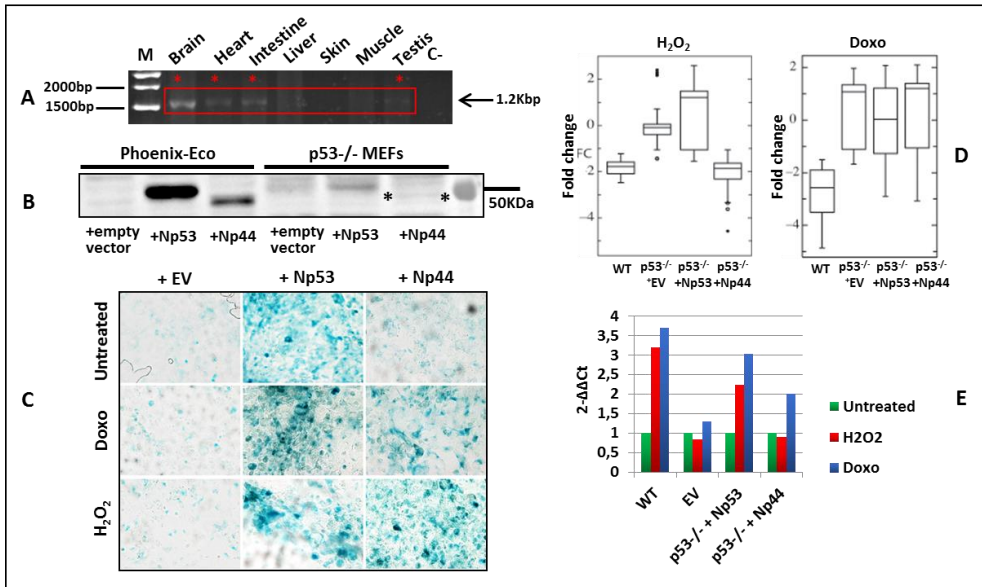 A
M
Brain
Heart
Intestine
Liver
Skin
Muscle
Testis
C-
2000bp
1500bp
1.2Kbp
B
Phoenix-Eco
p53-/- MEFs
50KDa
+empty vector
+Np53
+Np44
+empty vector
+Np53
+Np44
C
+ EV
+ Np53
+ Np44
Untreated
Doxo
H₂O₂
D
H₂O₂
Fold change
FC
2
0
-2
-4
WT
p53-/- +EV
p53-/- +Np53
p53-/- +Np44
Doxo
Fold change
2
0
-2
-4
WT
p53-/- +EV
p53-/- +Np53
p53-/- +Np44
E
2-ΔΔCt
4
3,5
3
2,5
2
1,5
1
0,5
0
WT
EV
p53-/- + Np53
p53-/- + Np44
Untreated
H2O2
Doxo